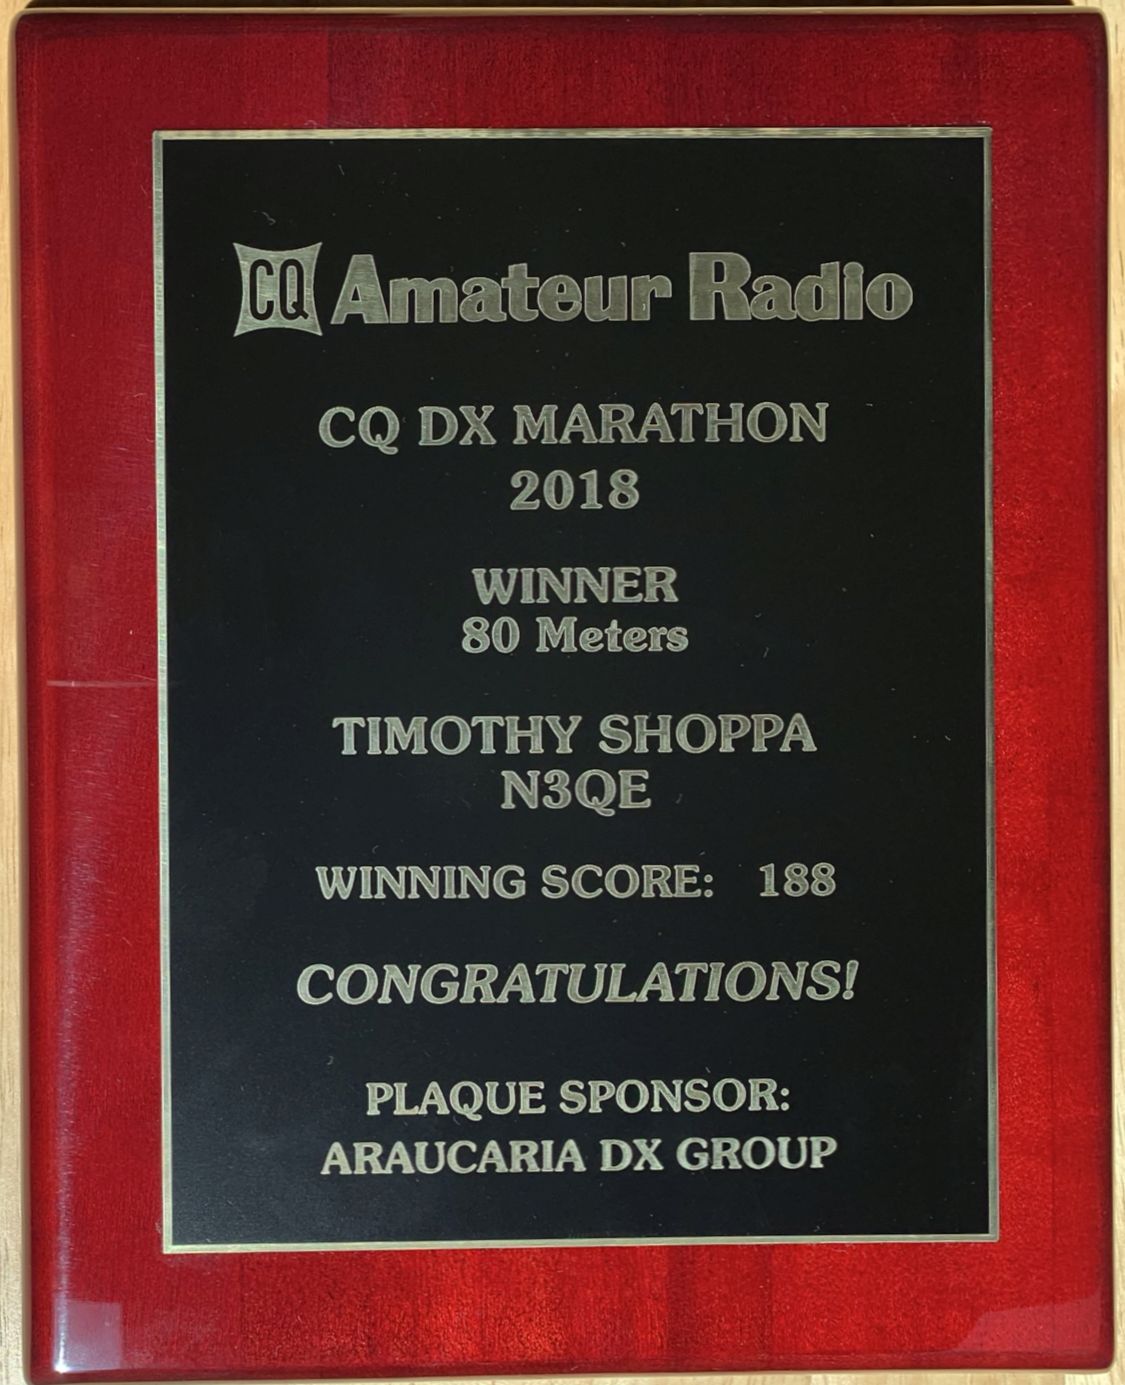 CQ Amateur Radio
CQ DX MARATHON
2018
WINNER
80 Meters
TIMOTHY SHOPPA
N3QE
WINNING SCORE: 188
CONGRATULATIONS!
PLAQUE SPONSOR:
ARAUCARIA DX GROUP